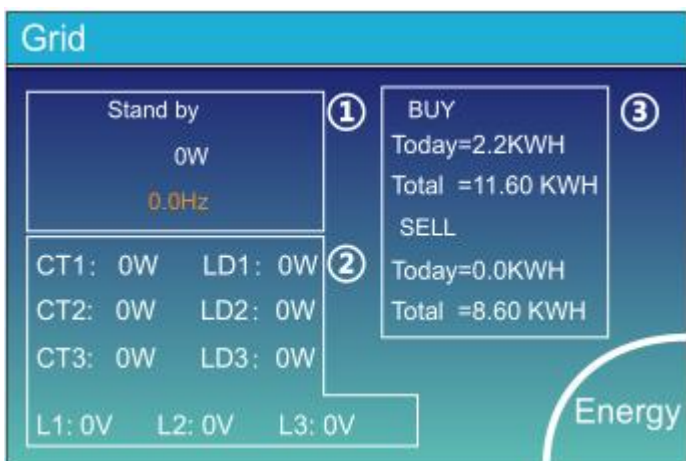 Grid
Stand by
0W
0.0Hz
①
CT1: 0W LD1: 0W
②
CT2: 0W LD2: 0W
CT3: 0W LD3: 0W
L1: 0V L2: 0V L3: 0V
BUY
③
Today=2.2KWH
Total =11.60 KWH
SELL
Today=0.0KWH
Total =8.60 KWH
Energy